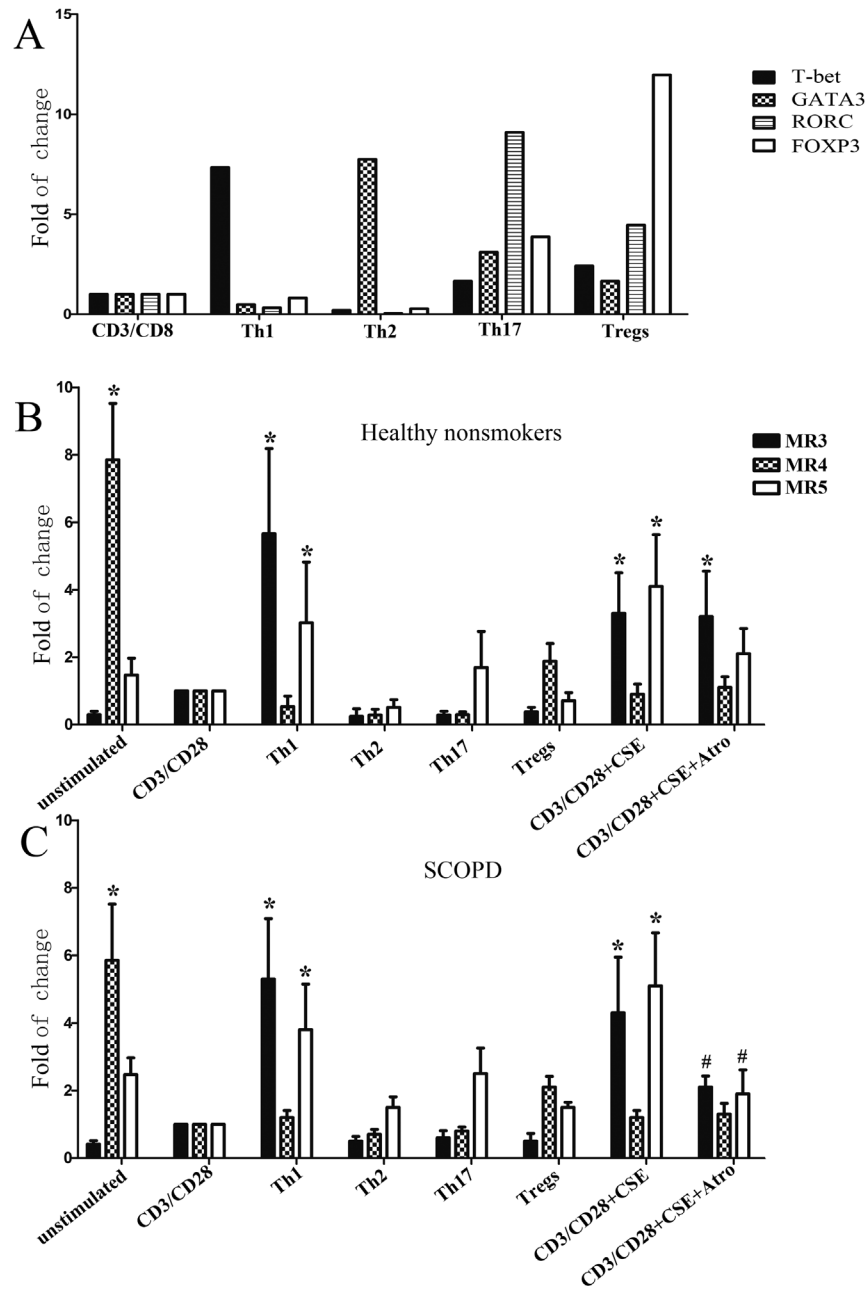 A
15
10
5
0
Fold of change
T-bet
GATA3
RORC
FOXP3
CD3/CD8
Th1
Th2
Th17
Tregs
B
Healthy nonsmokers
10
8
6
4
2
0
Fold of change
MR3
MR4
MR5
*
*
*
*
*
*
unstimulated
CD3/CD28
Th1
Th2
Th17
Tregs
CD3/CD28+CSE
CD3/CD28+CSE+Atro
C
SCOPD
10
8
6
4
2
0
Fold of change
*
*
*
*
*
#
#
unstimulated
CD3/CD28
Th1
Th2
Th17
Tregs
CD3/CD28+CSE
CD3/CD28+CSE+Atro